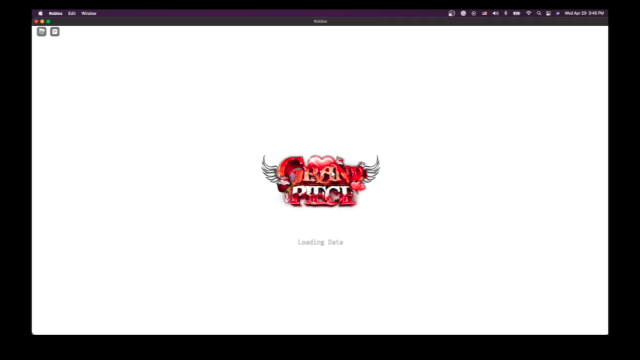 Roblox Edit Window
Wed Apr 29 3:46 PM
Roblox
GRAND
PIECE
Loading Data